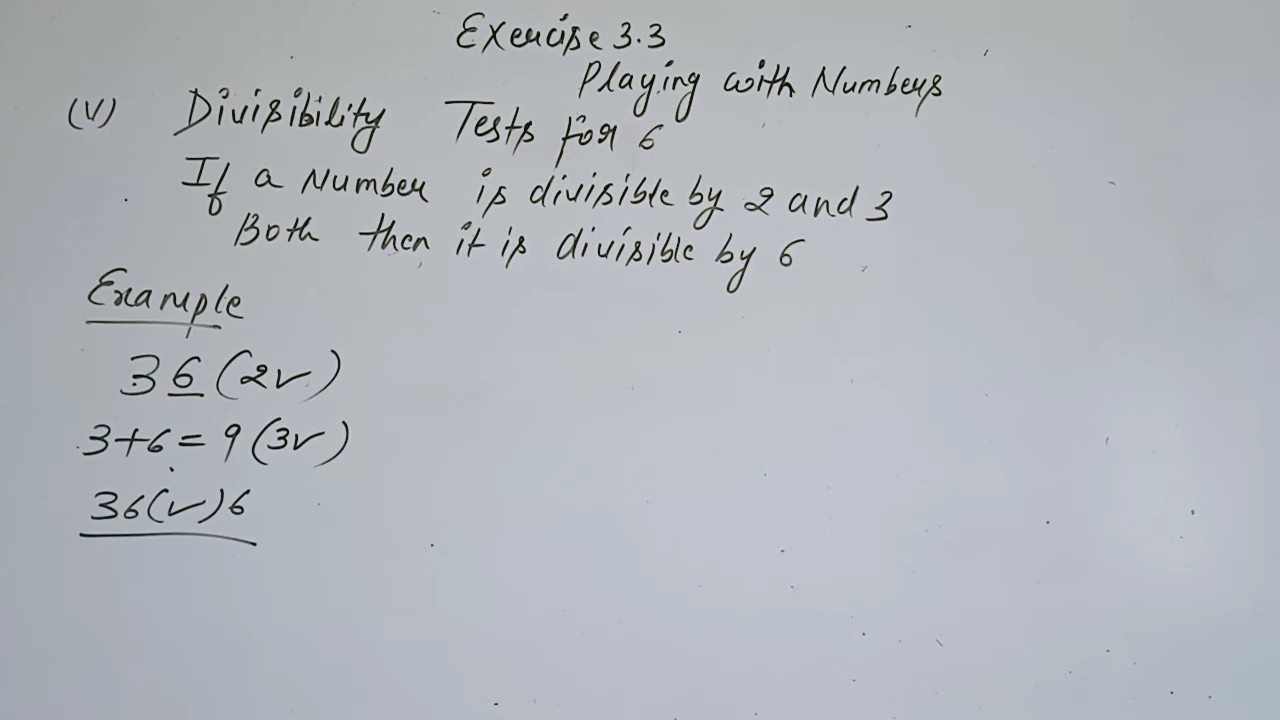 Exercise 3.3
Playing with Numbers
(V) Divisibility Tests for 6
If a Number is divisible by 2 and 3
Both then it is divisible by 6
Example
36 (2✓)
3+6=9 (3✓)
36(✓)6